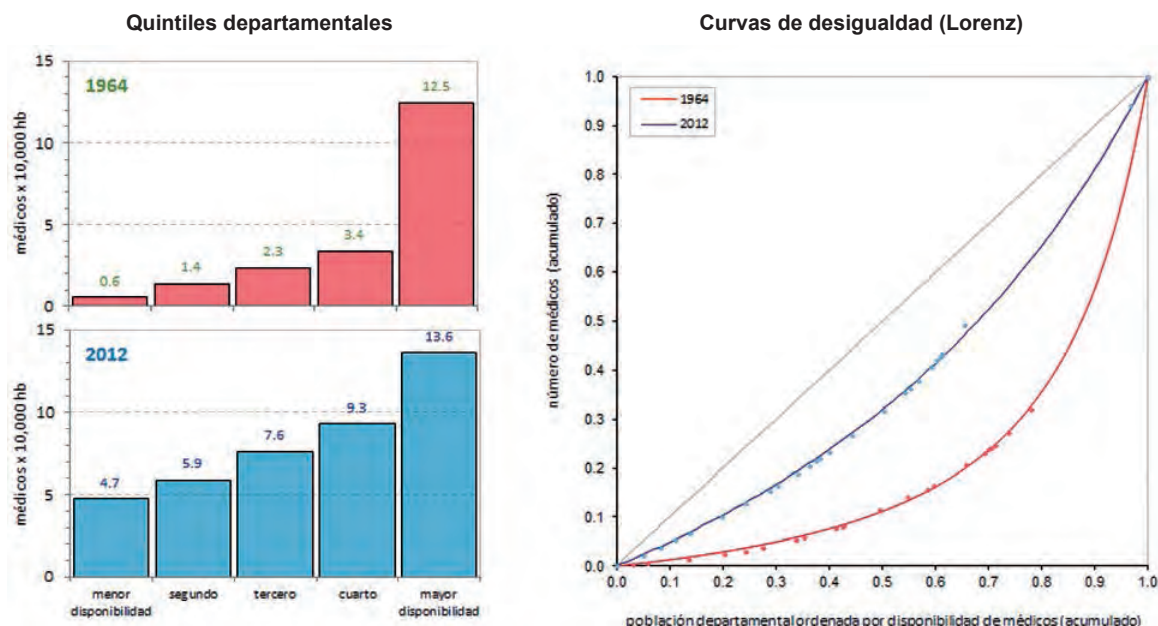 Quintiles departamentales
Curvas de desigualdad (Lorenz)
médicos x 10,000 hb
15
10
5
0
1964
0.6
1.4
2.3
3.4
12.5
médicos x 10,000 hb
15
10
5
0
2012
4.7
5.9
7.6
9.3
13.6
menor disponibilidad
segundo
tercero
cuarto
mayor disponibilidad
número de médicos (acumulado)
1.0
0.9
0.8
0.7
0.6
0.5
0.4
0.3
0.2
0.1
0.0
1964
2012
0.0 0.1 0.2 0.3 0.4 0.5 0.6 0.7 0.8 0.9 1.0
población departamental ordenada por disponibilidad de médicos (acumulado)